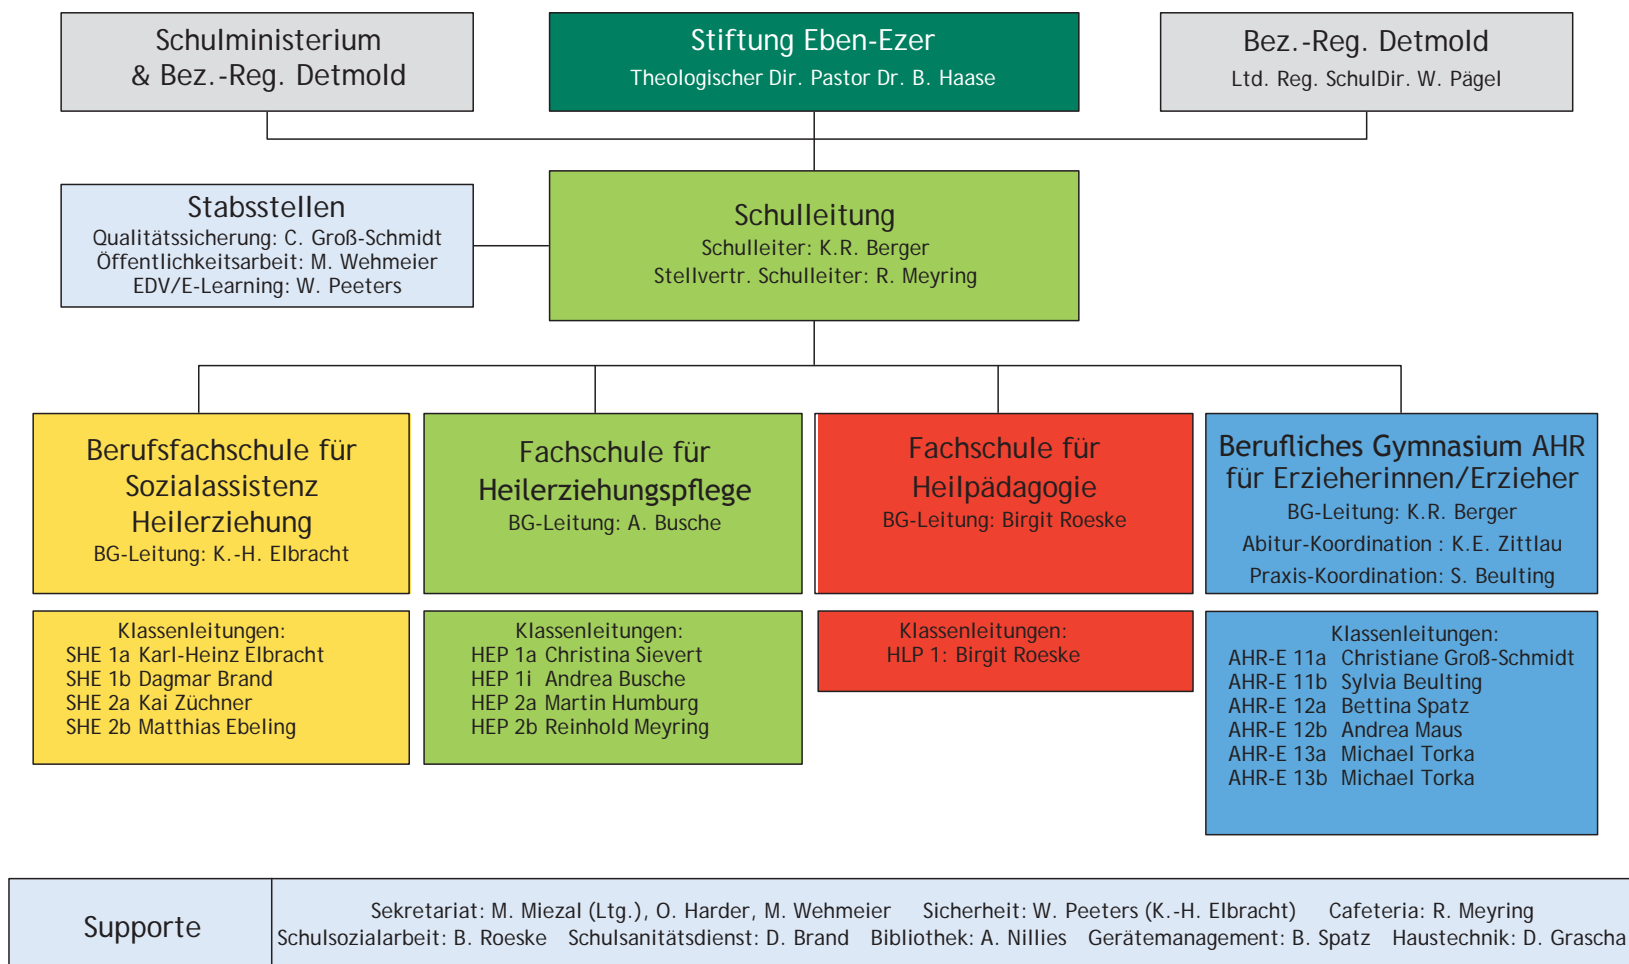 Schulministerium
& Bez.-Reg. Detmold
Stiftung Eben-Ezer
Theologischer Dir. Pastor Dr. B. Haase
Bez.-Reg. Detmold
Ltd. Reg. SchulDir. W. Pägel
Stabsstellen
Qualitätssicherung: C. Groß-Schmidt
Öffentlichkeitsarbeit: M. Wehmeier
EDV/E-Learning: W. Peeters
Schulleitung
Schulleiter: K.R. Berger
Stellvertr. Schulleiter: R. Meyring
Berufsfachschule für
Sozialassistenz
Heilerziehung
BG-Leitung: K.-H. Elbracht
Fachschule für
Heilerziehungspflege
BG-Leitung: A. Busche
Fachschule für
Heilpädagogie
BG-Leitung: Birgit Roeske
Berufliches Gymnasium AHR
für Erzieherinnen/Erzieher
BG-Leitung: K.R. Berger
Abitur-Koordination : K.E. Zittlau
Praxis-Koordination: S. Beulting
Klassenleitungen:
SHE 1a Karl-Heinz Elbracht
SHE 1b Dagmar Brand
SHE 2a Kai Züchner
SHE 2b Matthias Ebeling
Klassenleitungen:
HEP 1a Christina Sievert
HEP 1i Andrea Busche
HEP 2a Martin Humburg
HEP 2b Reinhold Meyring
Klassenleitungen:
HLP 1: Birgit Roeske
Klassenleitungen:
AHR-E 11a Christiane Groß-Schmidt
AHR-E 11b Sylvia Beulting
AHR-E 12a Bettina Spatz
AHR-E 12b Andrea Maus
AHR-E 13a Michael Torka
AHR-E 13b Michael Torka
Supporte
Sekretariat: M. Miezal (Ltg.), O. Harder, M. Wehmeier Sicherheit: W. Peeters (K.-H. Elbracht) Cafeteria: R. Meyring
Schulsozialarbeit: B. Roeske Schulsanitätsdienst: D. Brand Bibliothek: A. Nillies Gerätemanagement: B. Spatz Haustechnik: D. Grascha